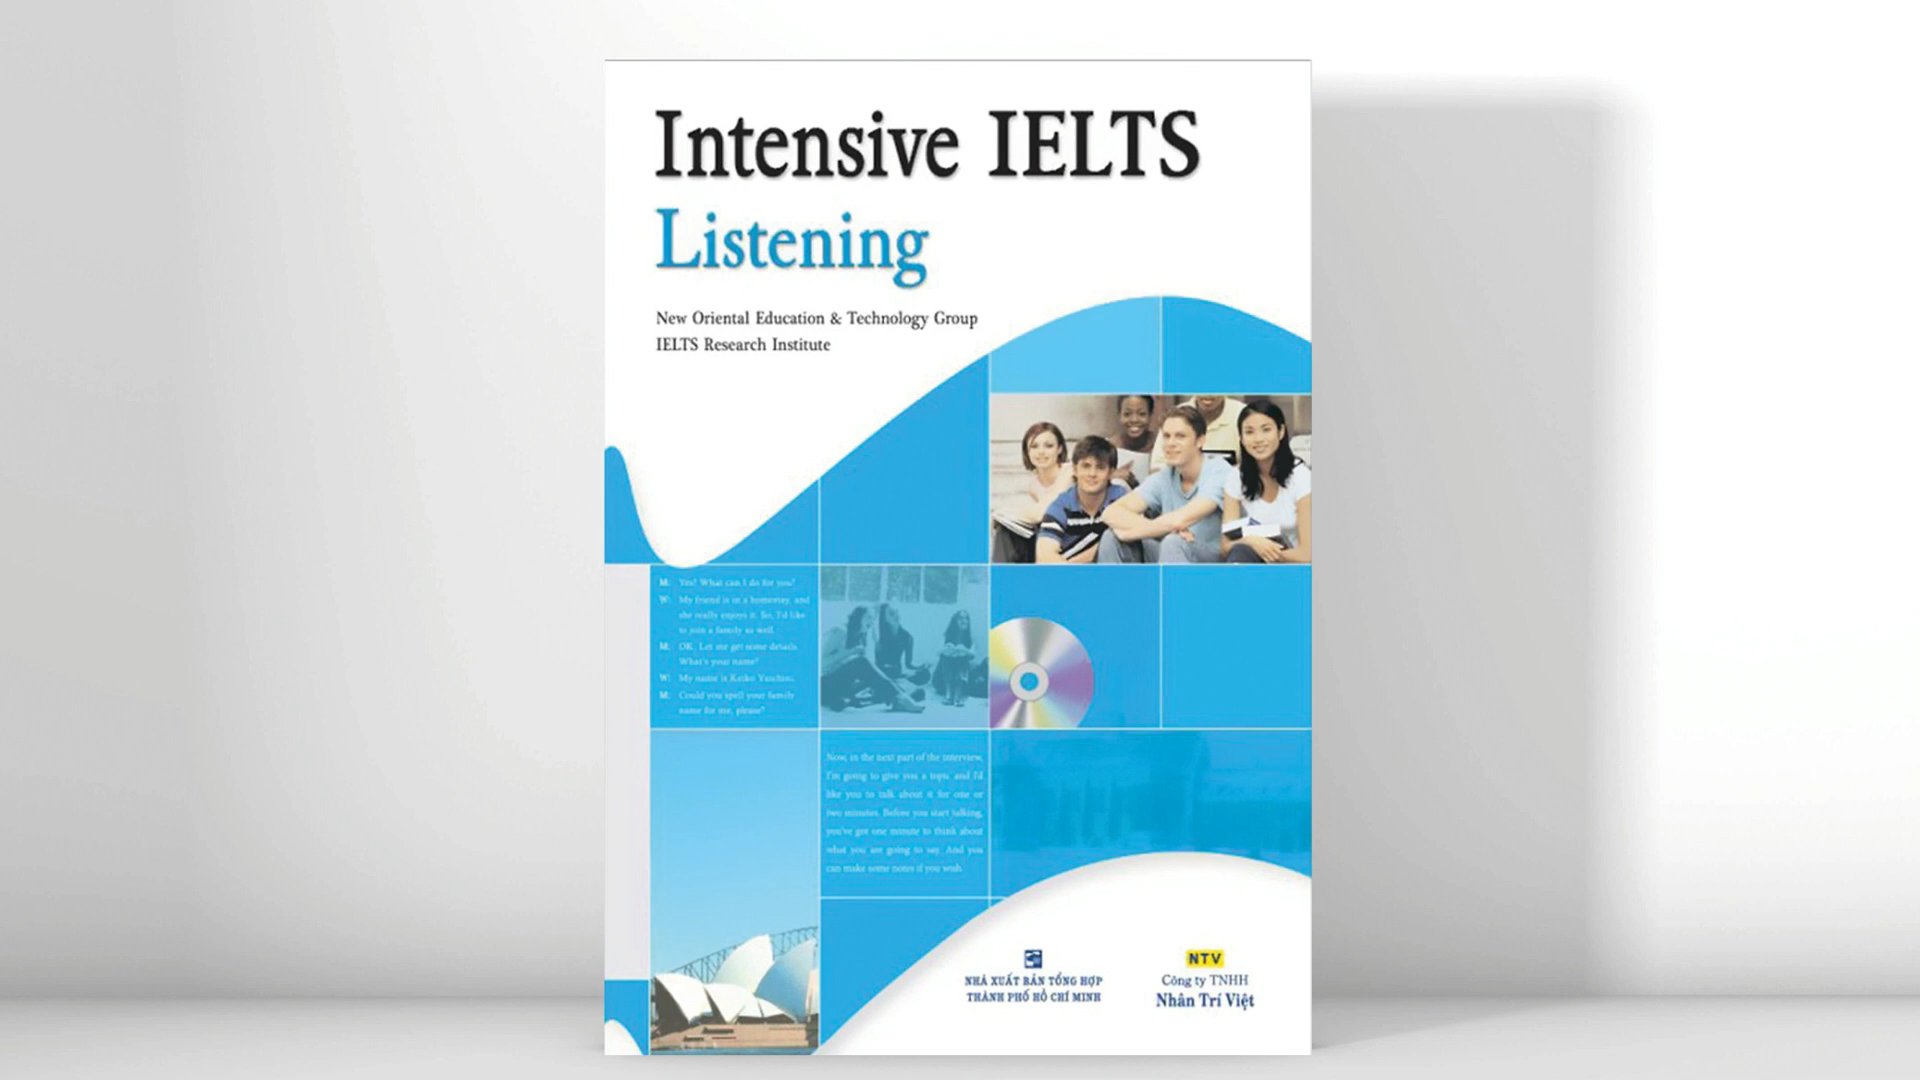 Intensive IELTS
Listening
New Oriental Education & Technology Group
IELTS Research Institute
M: Yes! What can I do for you?
W: My friend is in a homestay, and
she really enjoys it. So, I'd like
to join a family as well.
M: OK. Let me get some details.
What's your name?
W: My name is Keiko
M: Could you spell your family
name for me, please?
Now, in the next part of the interview,
I'm going to give you a topic and I'd
like you to talk about it for one or
two minutes. Before you start talking,
you've got one minute to think about
what you are going to say. And you
can make some notes if you wish.
NHÀ XUẤT BẢN TỔNG HỢP
THÀNH PHỐ HỒ CHÍ MINH
NTV
Công ty TNHH
Nhân Trí Việt